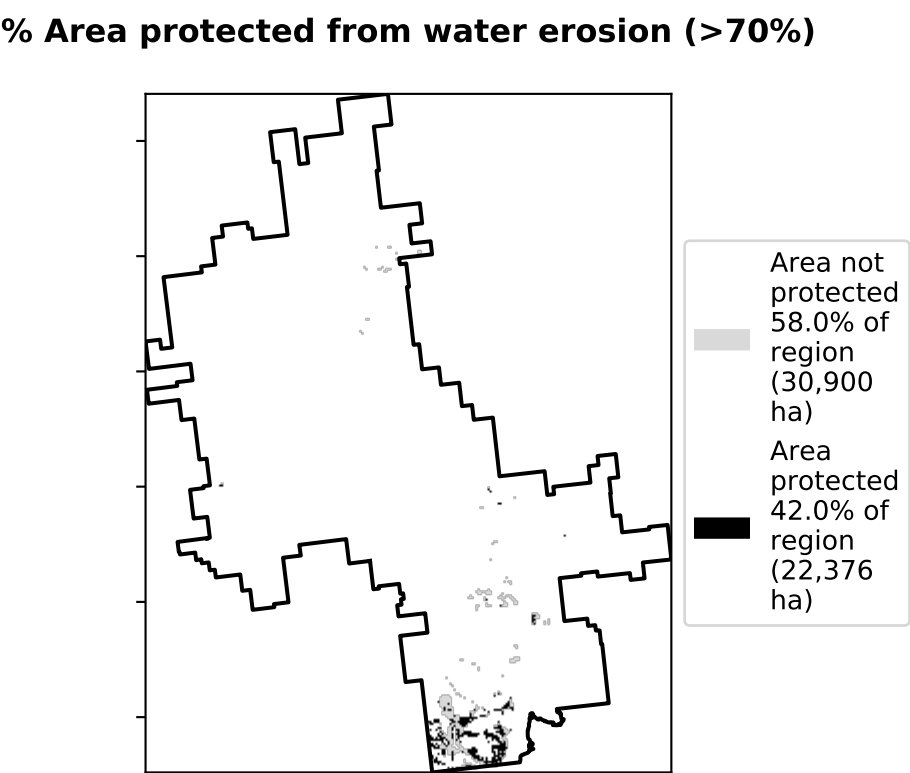 % Area protected from water erosion (>70%)
Area not
protected
58.0% of
region
(30,900
ha)
Area
protected
42.0% of
region
(22,376
ha)